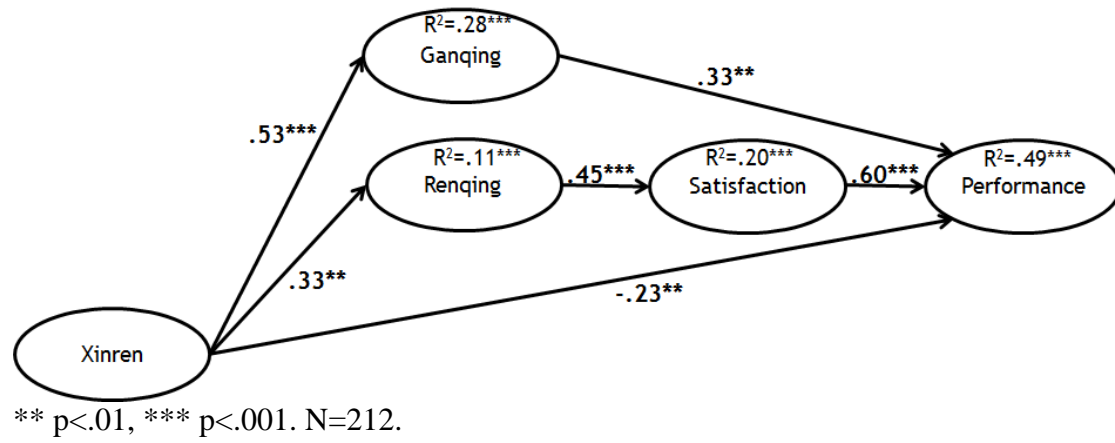 R²=.28***
Ganqing
.33**
.53***
R²=.11***
Renqing
.45***
R²=.20***
Satisfaction
.60***
R²=.49***
Performance
.33**
-.23**
Xinren
** p<.01, *** p<.001. N=212.